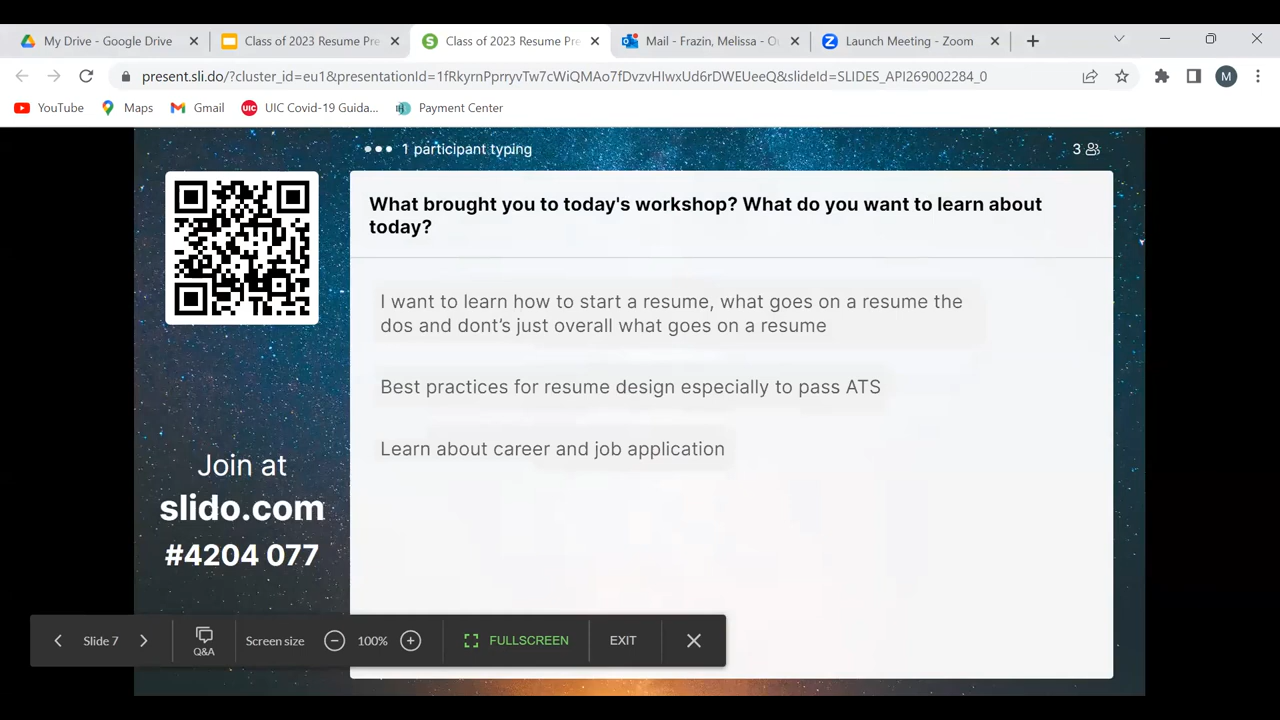 My Drive - Google Drive
Class of 2023 Resume Pre
Class of 2023 Resume Pre
Mail - Frazin, Melissa - Ou
Launch Meeting - Zoom
present.sli.do/?cluster_id=eu1&presentationId=1fRkyrnPprryvTw7cWiQMAo7fDvzvHIwxUd6rDWEUeeQ&slideId=SLIDES_API269002284_0
M
YouTube
Maps
Gmail
UIC Covid-19 Guida...
Payment Center
1 participant typing
3
What brought you to today's workshop? What do you want to learn about
today?
I want to learn how to start a resume, what goes on a resume the
dos and dont's just overall what goes on a resume
Best practices for resume design especially to pass ATS
Learn about career and job application
Join at
slido.com
#4204 077
Slide 7
Q&A
Screen size
100%
FULLSCREEN
EXIT